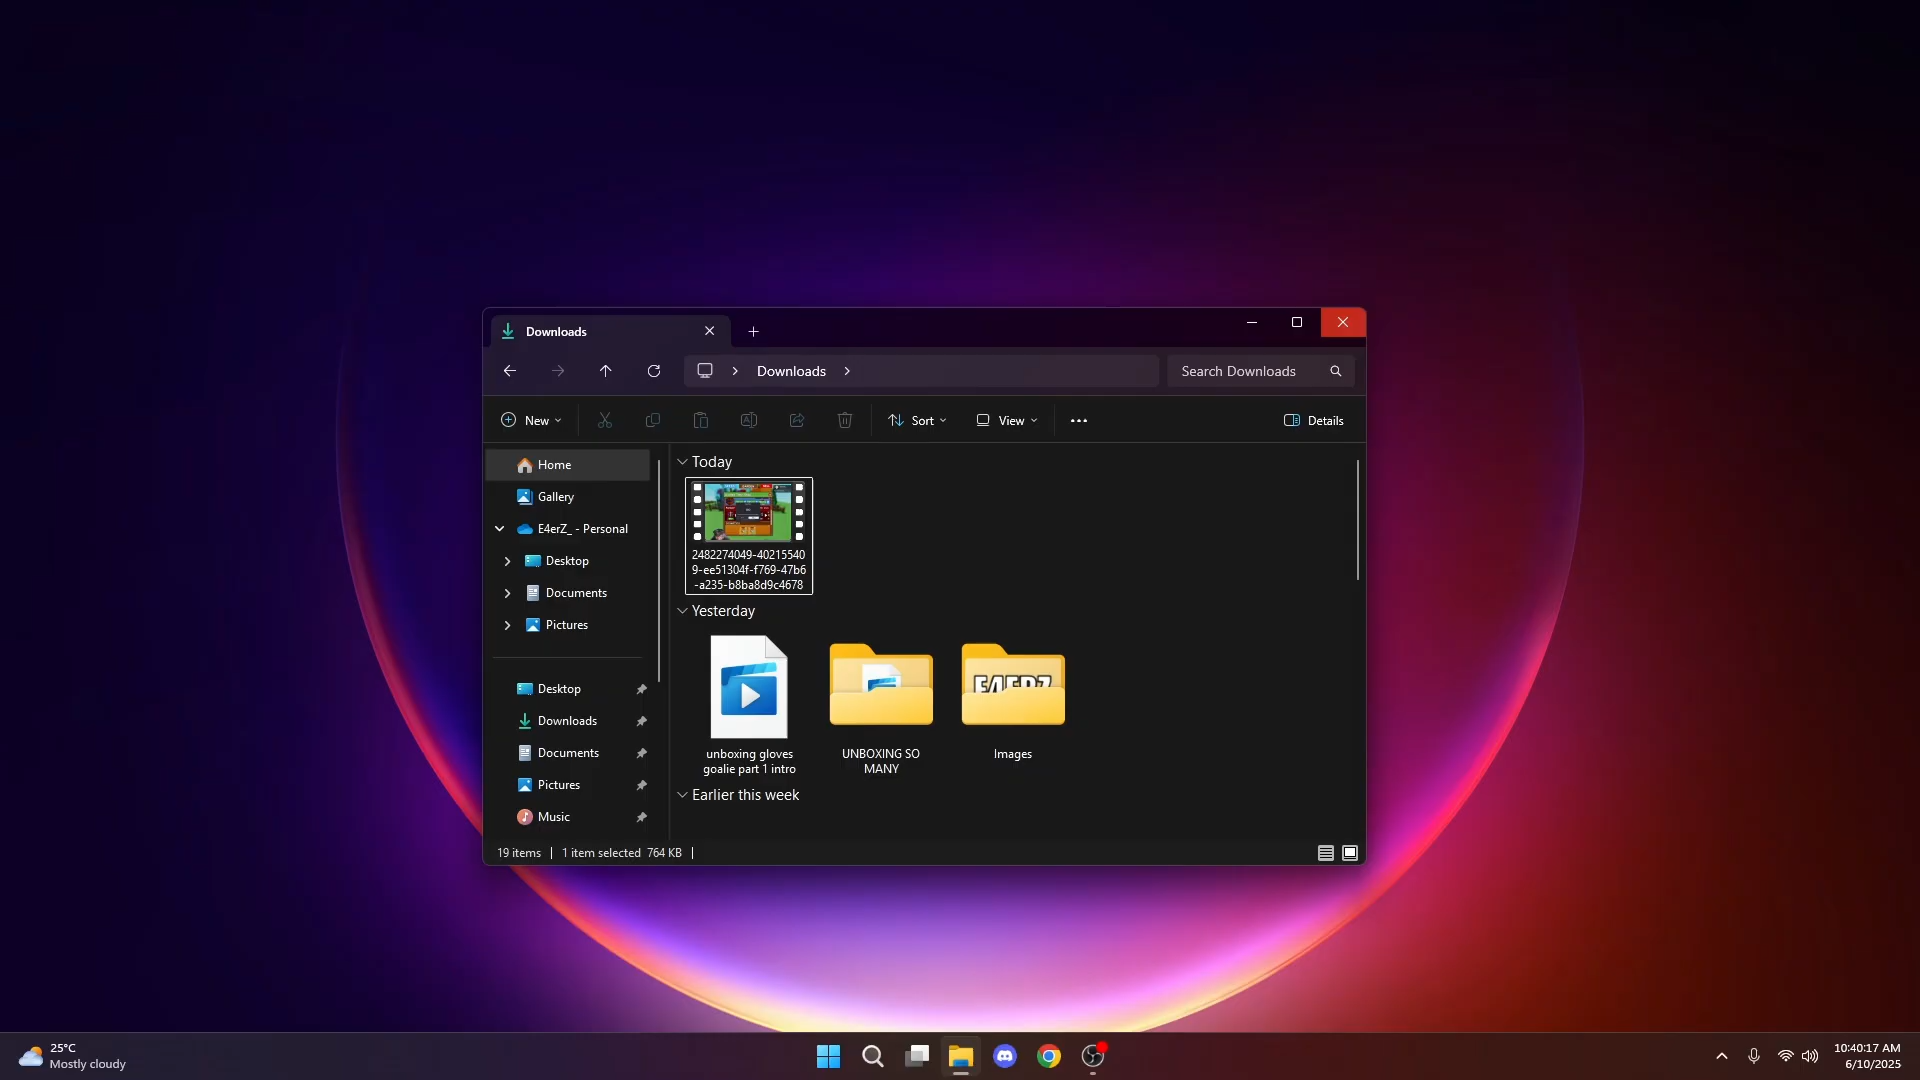 Downloads
Downloads
Search Downloads
New
Sort
View
Details
Home
Gallery
E4erZ_ - Personal
Desktop
Documents
Pictures
Desktop
Downloads
Documents
Pictures
Music
Today
2482274049-40215540
9-ee51304f-f769-47b6
-a235-b8ba8d9c4678
Yesterday
unboxing gloves
goalie part 1 intro
UNBOXING SO
MANY
E4ERZ
Images
Earlier this week
19 items
1 item selected 764 KB
25°C
Mostly cloudy
10:40:17 AM
6/10/2025